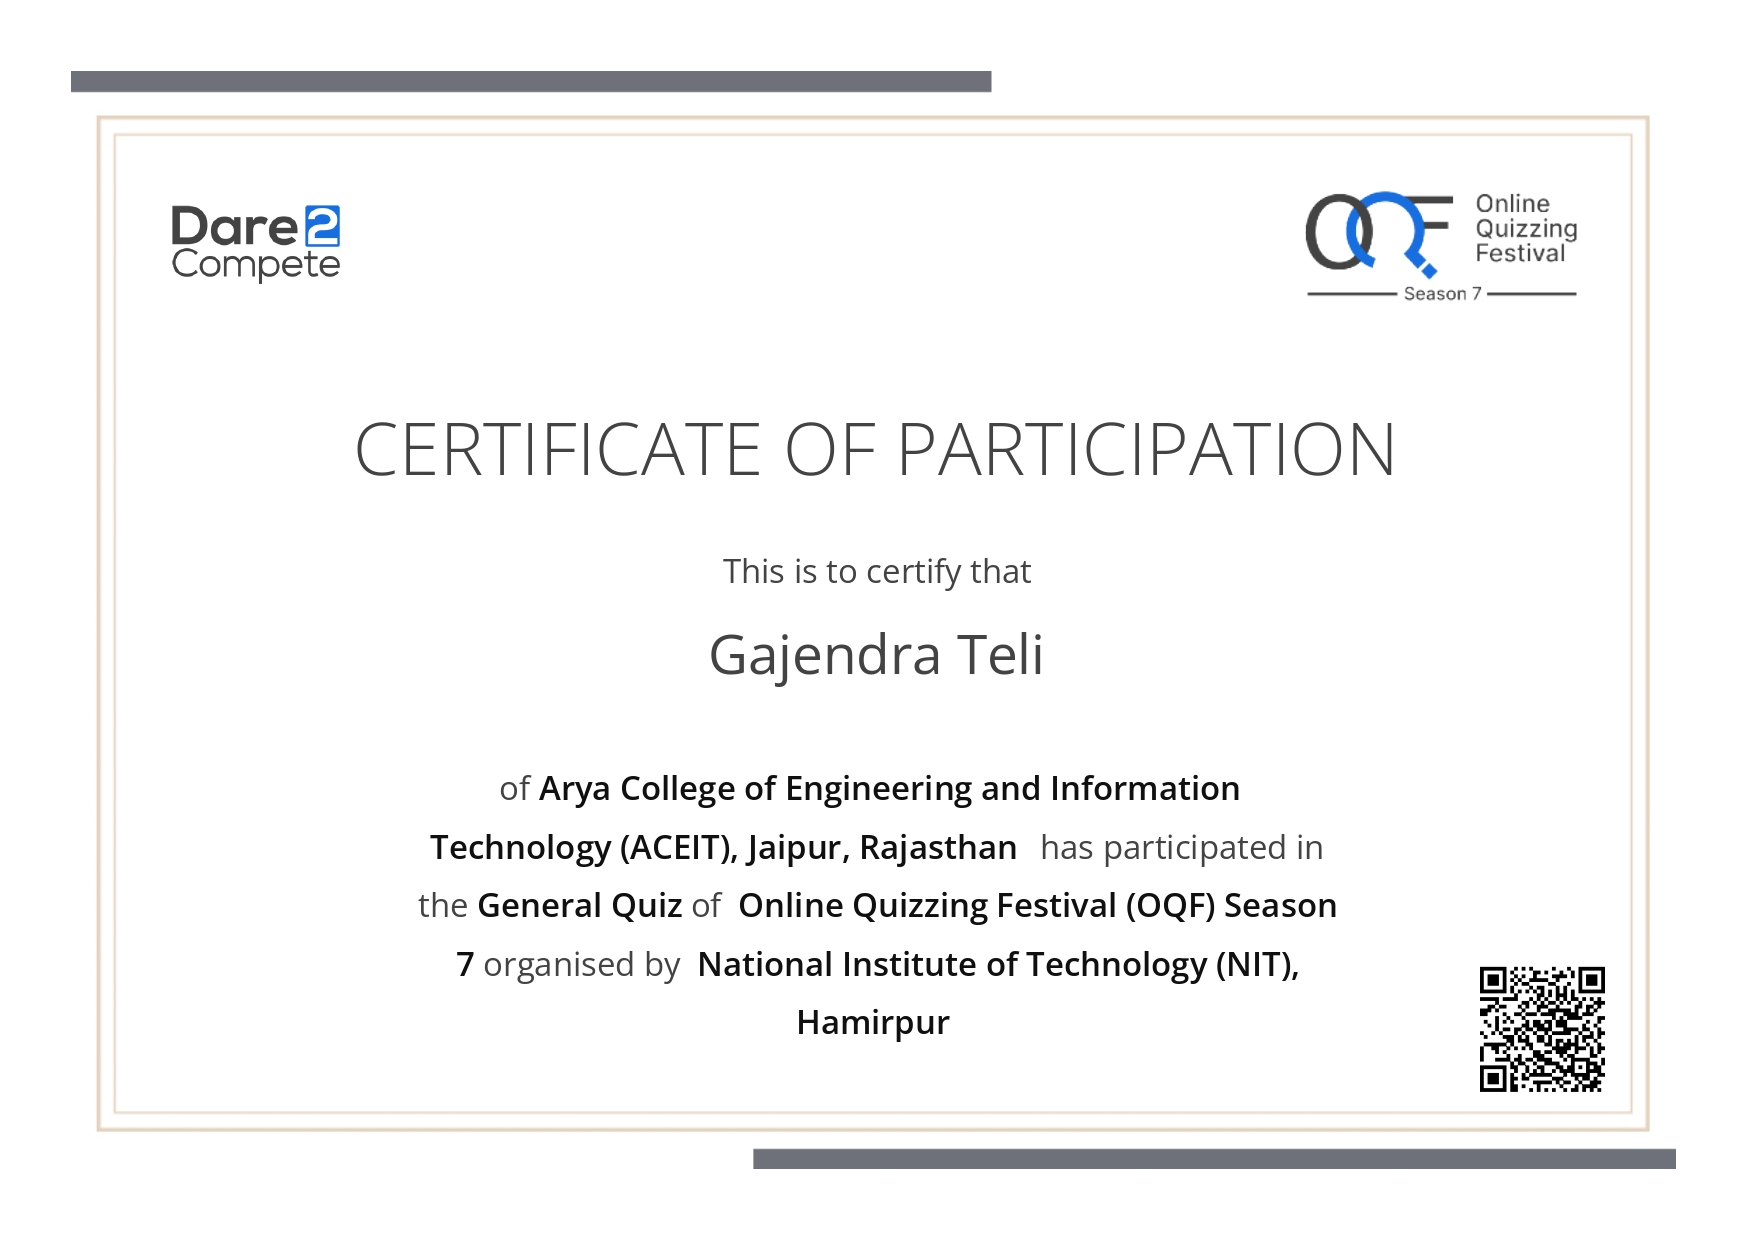 Dare2
Compete
OQF
Online
Quizzing
Festival
Season 7
CERTIFICATE OF PARTICIPATION
This is to certify that
Gajendra Teli
of Arya College of Engineering and Information
Technology (ACEIT), Jaipur, Rajasthan has participated in
the General Quiz of Online Quizzing Festival (OQF) Season
7 organised by National Institute of Technology (NIT),
Hamirpur